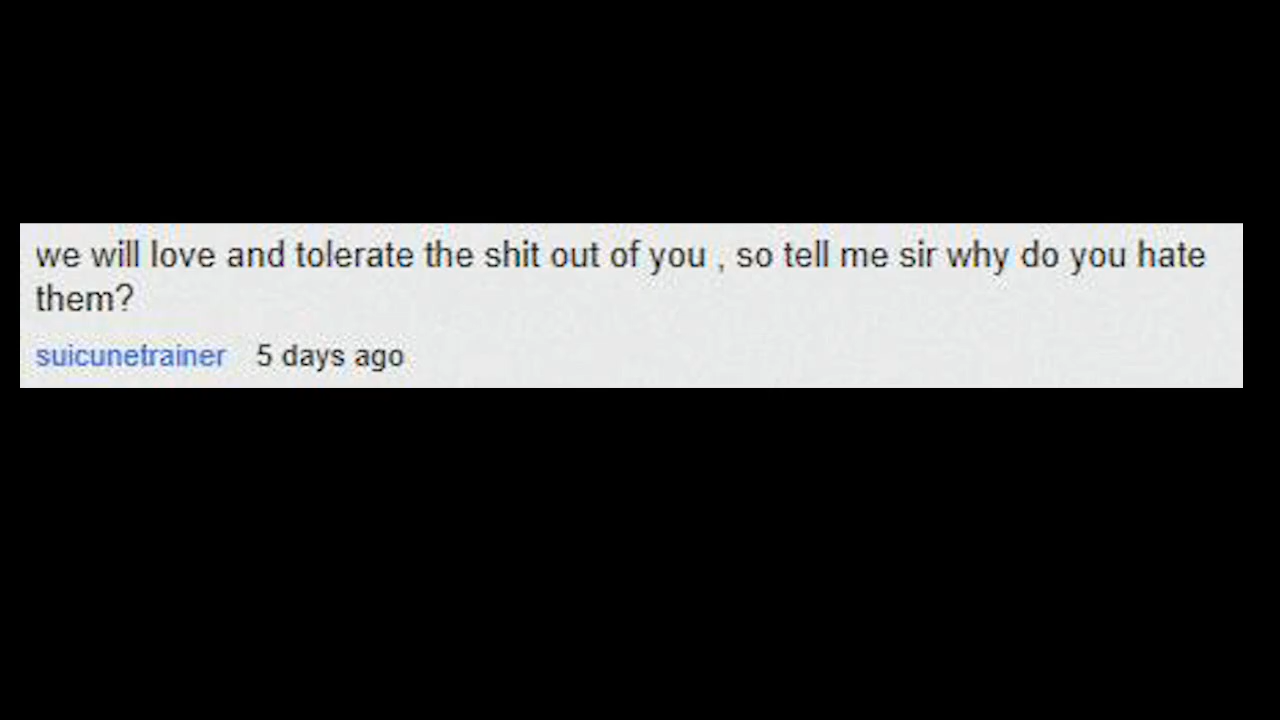 we will love and tolerate the shit out of you , so tell me sir why do you hate
them?
suicunetrainer 5 days ago